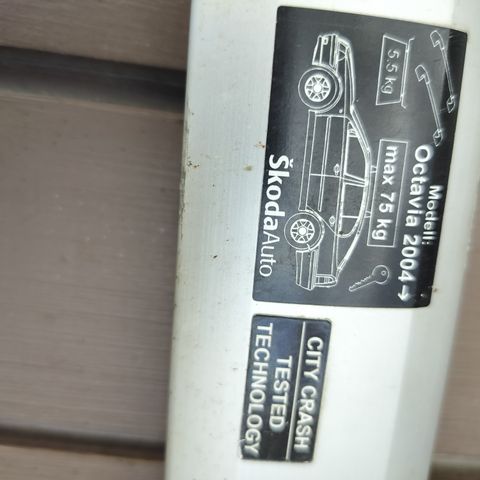 Modell:
Octavia 2004→
5.5 kg
max 75 kg
ŠkodaAuto
CITY CRASH
TESTED
TECHNOLOGY